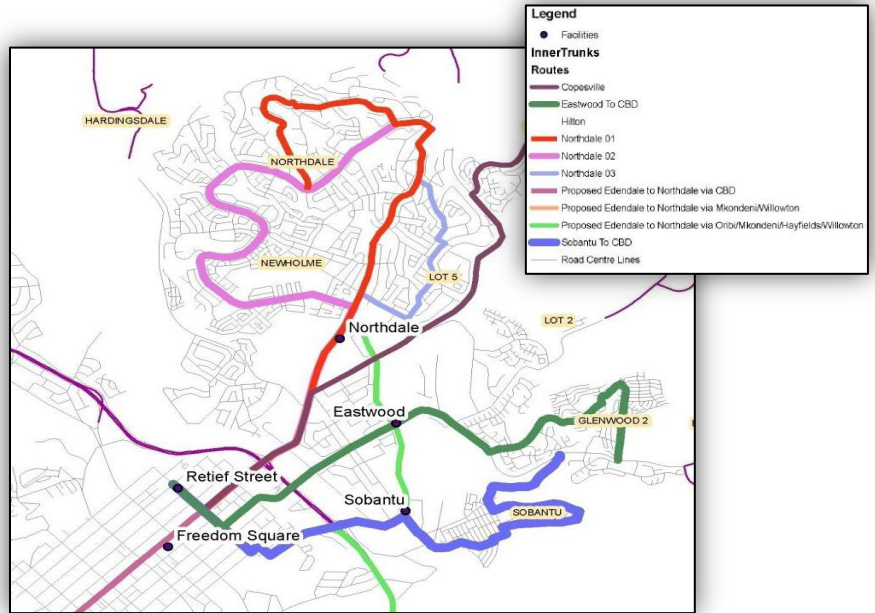 Legend
Facilities
InnerTrunks
Routes
Copesville
Eastwood To CBD
Hilton
Northdale 01
Northdale 02
Northdale 03
Proposed Edendale to Northdale via CBD
Proposed Edendale to Northdale via Mkondeni/Willowton
Proposed Edendale to Northdale via Oribi/Mkondeni/Hayfields/Willowton
Sobantu To CBD
Road Centre Lines
HARDINGSDALE
NORTHDALE
NEWHOLME
LOT 5
LOT 2
Northdale
Eastwood
GLENWOOD 2
Retief Street
Sobantu
SOBANTU
Freedom Square